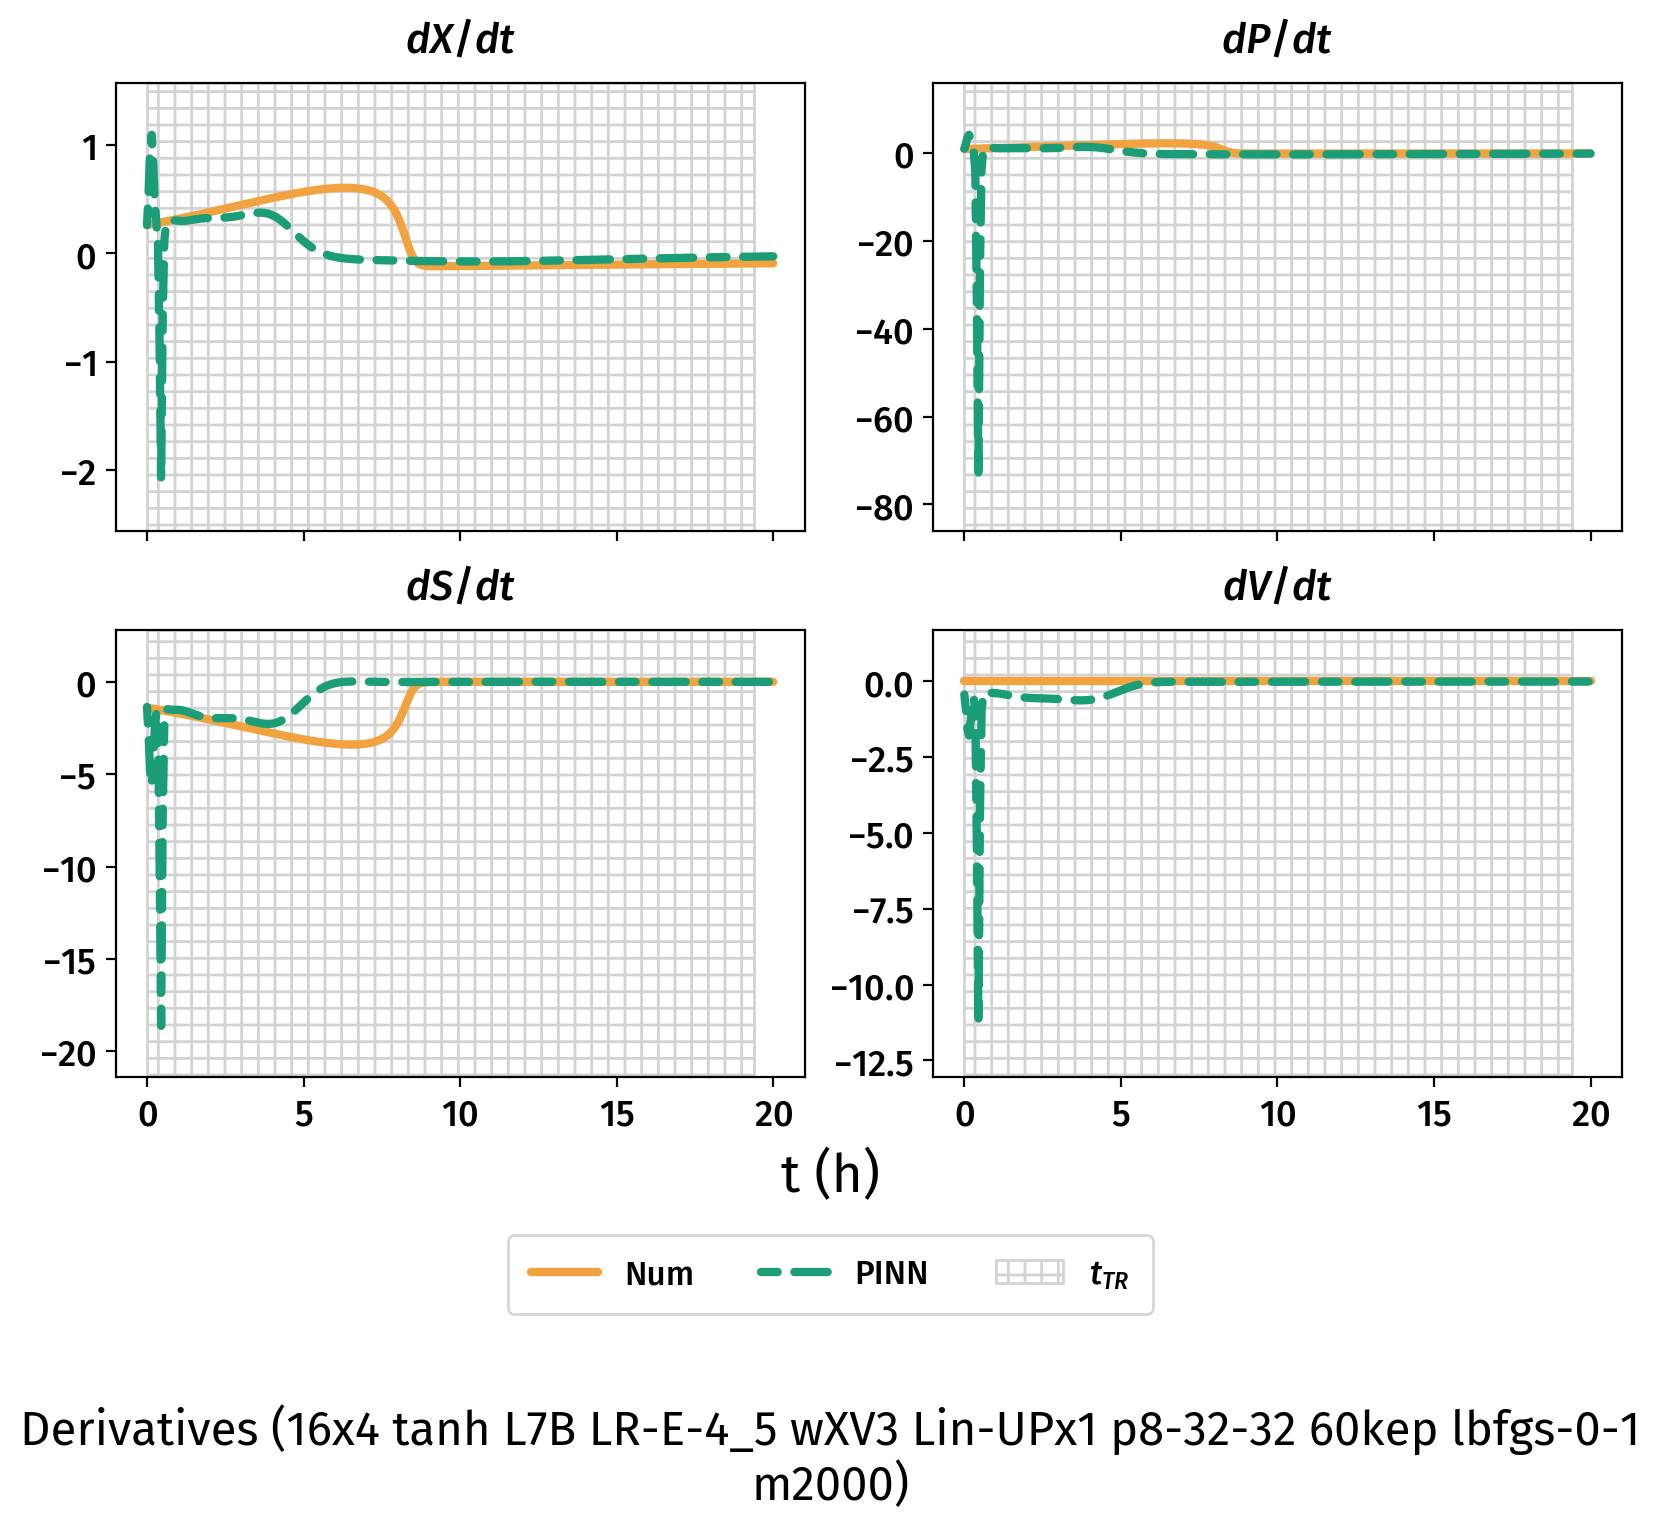 dX/dt
dP/dt
1
0
−1
−2
0
−20
−40
−60
−80
dS/dt
dV/dt
0
−5
−10
−15
−20
0.0
−2.5
−5.0
−7.5
−10.0
−12.5
0 5 10 15 20
0 5 10 15 20
t (h)
Num PINN tTR
Derivatives (16x4 tanh L7B LR-E-4_5 wXV3 Lin-UPx1 p8-32-32 60kep lbfgs-0-1
m2000)